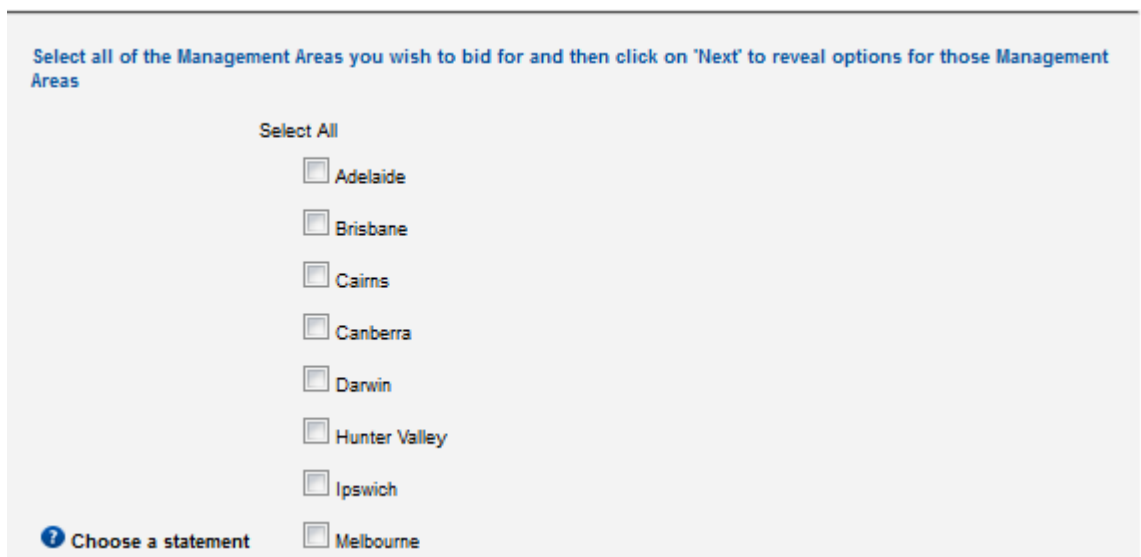 Select all of the Management Areas you wish to bid for and then click on 'Next' to reveal options for those Management
Areas
Select All
Adelaide
Brisbane
Cairns
Canberra
Darwin
Hunter Valley
Ipswich
? Choose a statement Melbourne